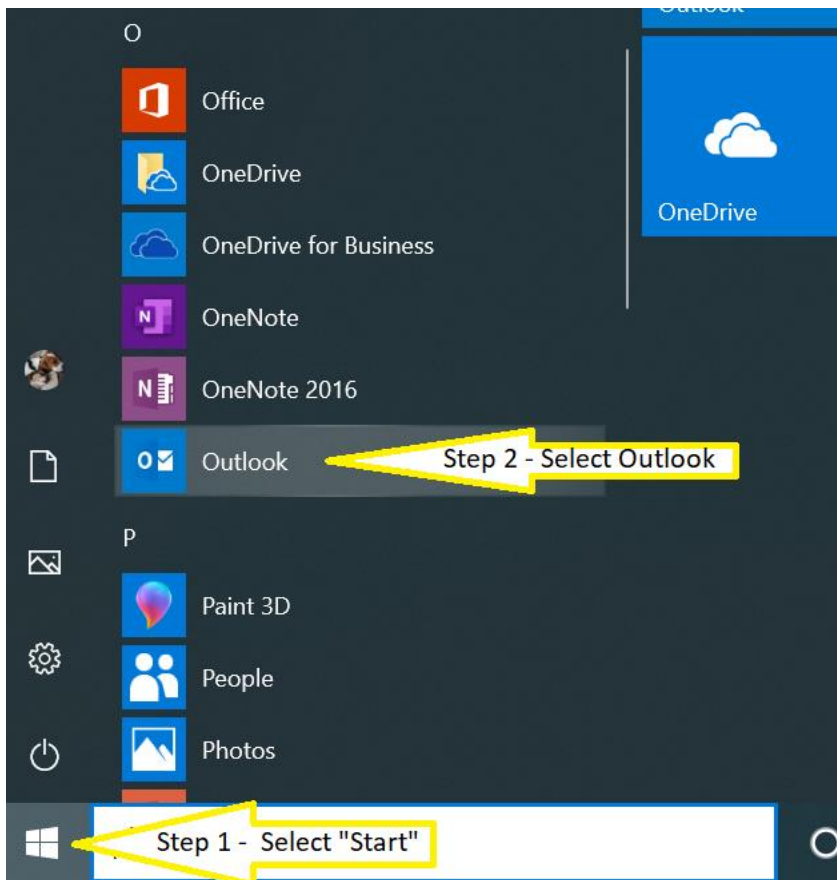 Outlook
O
Office
OneDrive
OneDrive
OneDrive for Business
OneNote
OneNote 2016
Outlook
Step 2 - Select Outlook
P
Paint 3D
People
Photos
Step 1 - Select "Start"